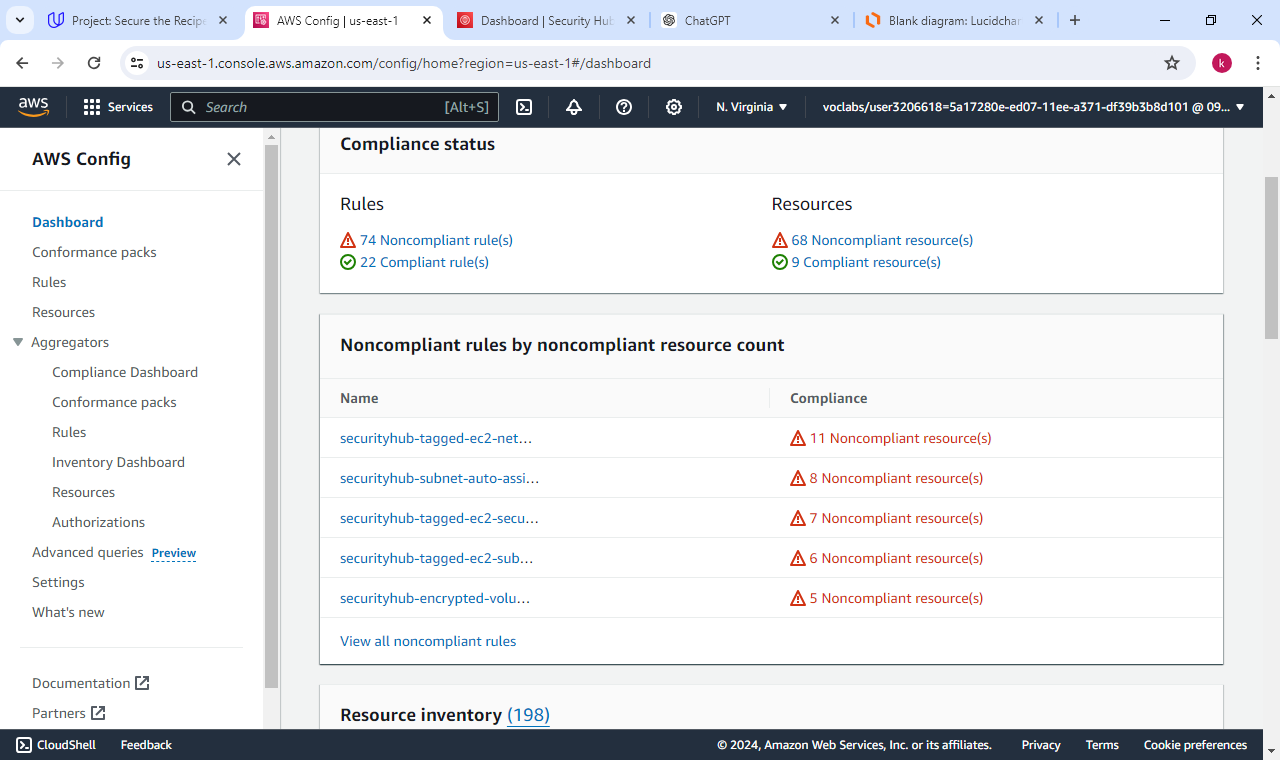 Project: Secure the Recipe
AWS Config | us-east-1
Dashboard | Security Hub
ChatGPT
Blank diagram: Lucidchar
us-east-1.console.aws.amazon.com/config/home?region=us-east-1#/dashboard
k
aws
Services
Search
[Alt+S]
N. Virginia
voclabs/user3206618=5a17280e-ed07-11ee-a371-df39b3b8d101 @ 09...
AWS Config
Dashboard
Conformance packs
Rules
Resources
Aggregators
Compliance Dashboard
Conformance packs
Rules
Inventory Dashboard
Resources
Authorizations
Advanced queries Preview
Settings
What's new
Documentation
Partners
Compliance status
Rules
74 Noncompliant rule(s)
22 Compliant rule(s)
Resources
68 Noncompliant resource(s)
9 Compliant resource(s)
Noncompliant rules by noncompliant resource count
Name Compliance
securityhub-tagged-ec2-net... 11 Noncompliant resource(s)
securityhub-subnet-auto-assi... 8 Noncompliant resource(s)
securityhub-tagged-ec2-secu... 7 Noncompliant resource(s)
securityhub-tagged-ec2-sub... 6 Noncompliant resource(s)
securityhub-encrypted-volu... 5 Noncompliant resource(s)
View all noncompliant rules
Resource inventory (198)
CloudShell
Feedback
© 2024, Amazon Web Services, Inc. or its affiliates.
Privacy
Terms
Cookie preferences